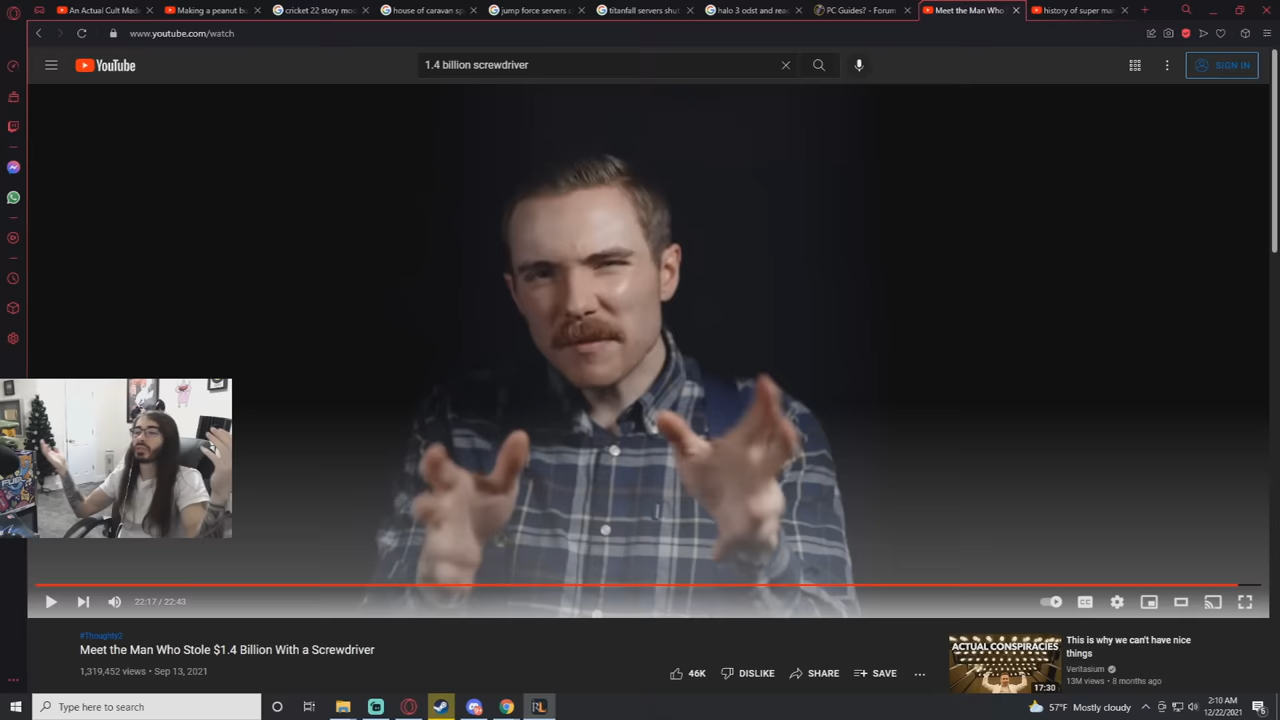 An Actual Cult Made
Making a peanut bu
cricket 22 story mo
house of caravan sp
jump force servers c
titanfall servers shut
halo 3 odst and reac
PC Guides? - Forum
Meet the Man Who
history of super ma
www.youtube.com/watch
YouTube
1.4 billion screwdriver
SIGN IN
22:17 / 22:43
CC
#Thoughty2
Meet the Man Who Stole $1.4 Billion With a Screwdriver
1,319,452 views • Sep 13, 2021
46K
DISLIKE
SHARE
SAVE
ACTUAL CONSPIRACIES
17:30
This is why we can't have nice
things
Veritasium
13M views • 8 months ago
Type here to search
57°F Mostly cloudy
2:10 AM
12/22/2021
5